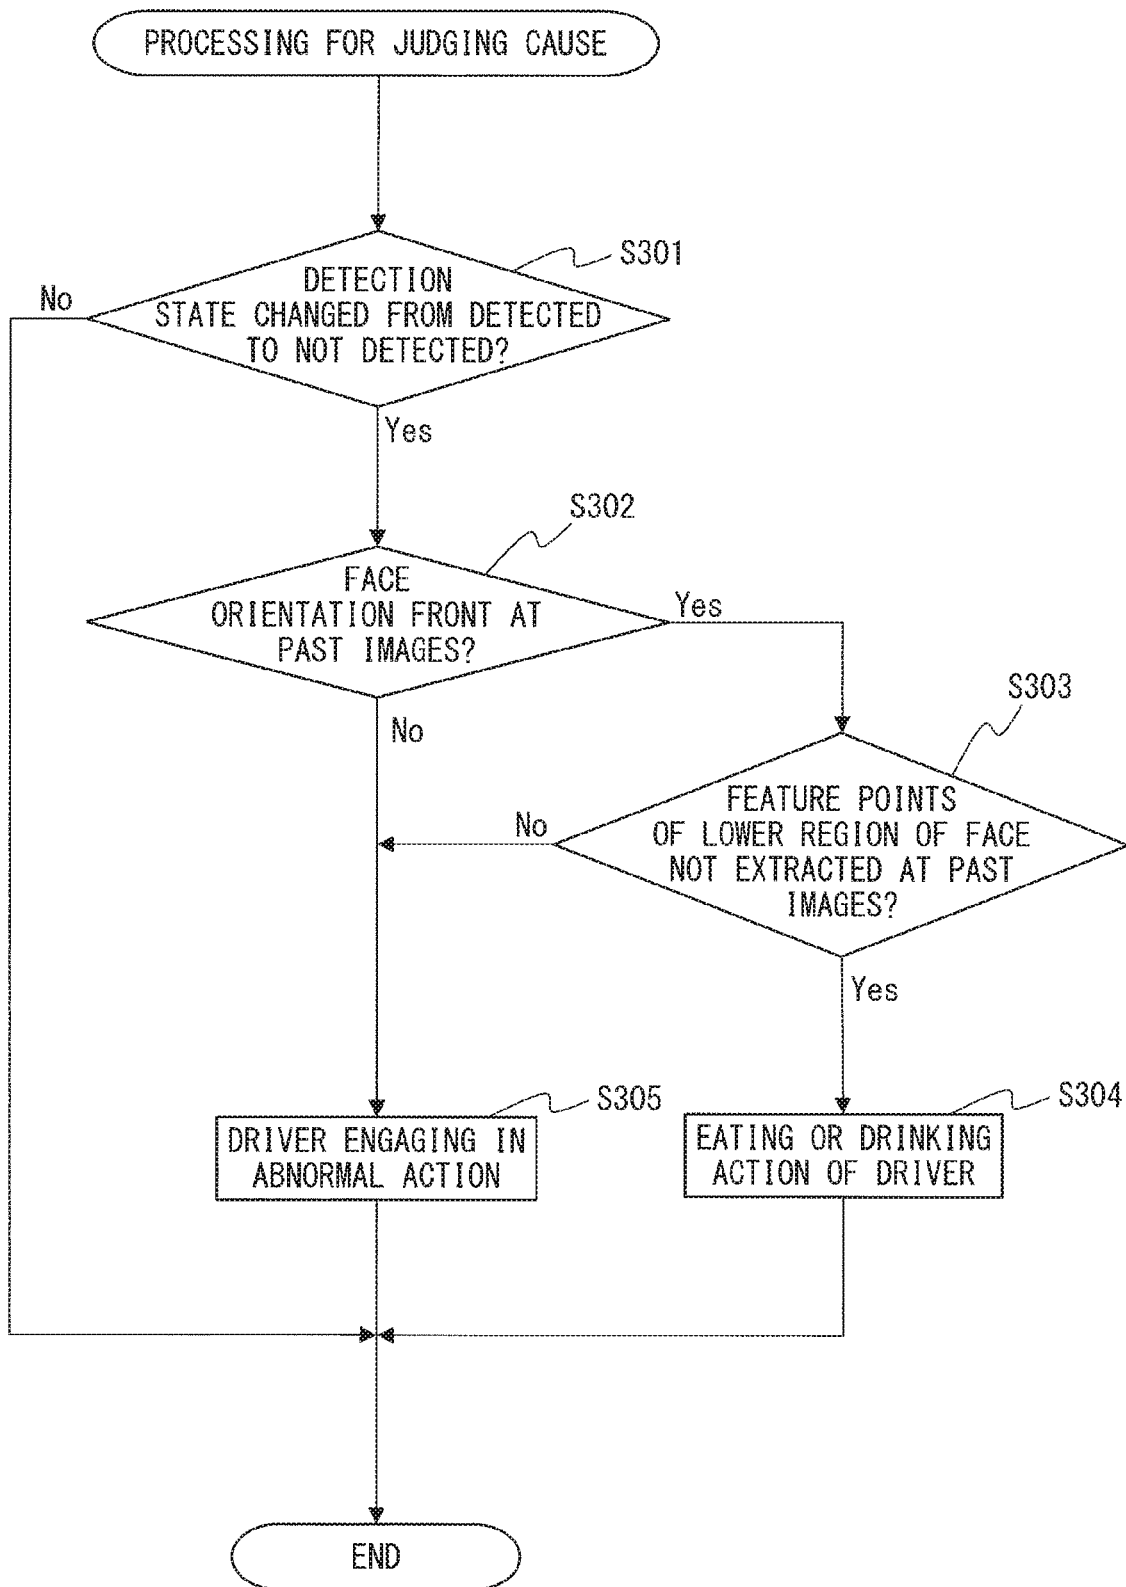 PROCESSING FOR JUDGING CAUSE
S301
DETECTION
STATE CHANGED FROM DETECTED
TO NOT DETECTED?
No
Yes
S302
FACE
ORIENTATION FRONT AT
PAST IMAGES?
Yes
No
S303
FEATURE POINTS
OF LOWER REGION OF FACE
NOT EXTRACTED AT PAST
IMAGES?
No
Yes
S305
DRIVER ENGAGING IN
ABNORMAL ACTION
S304
EATING OR DRINKING
ACTION OF DRIVER
END